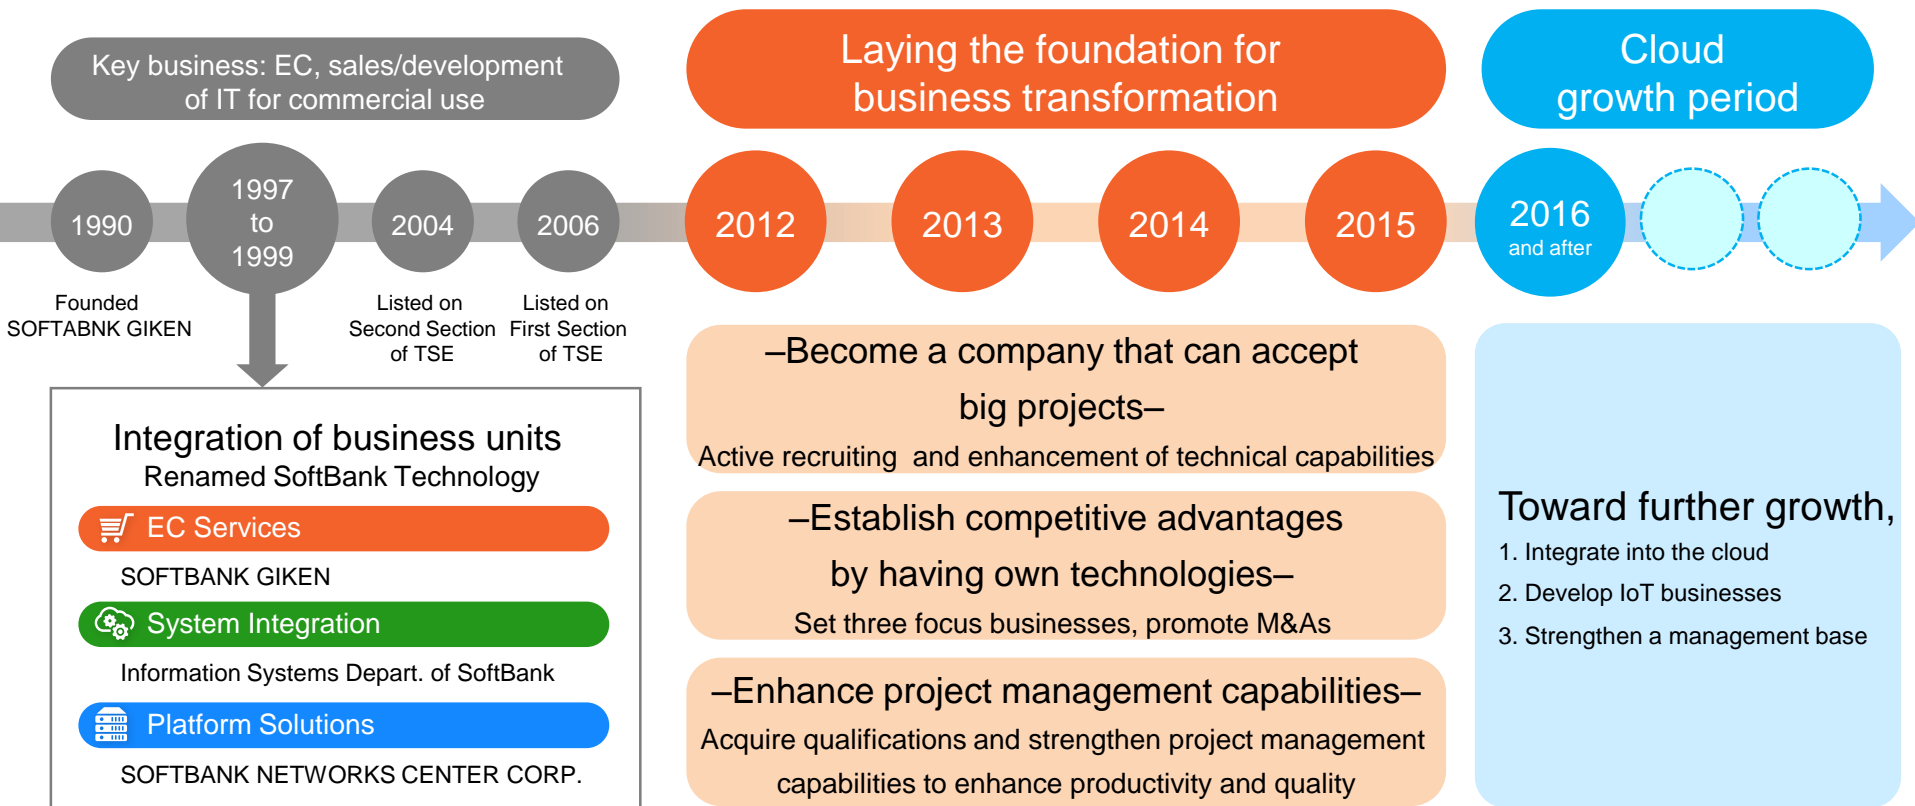 Key business: EC, sales/development
of IT for commercial use
Laying the foundation for
business transformation
Cloud
growth period
1990
1997
to
1999
2004
2006
2012
2013
2014
2015
2016
and after
Founded
SOFTABNK GIKEN
Listed on
Second Section
of TSE
Listed on
First Section
of TSE
Integration of business units
Renamed SoftBank Technology
EC Services
SOFTBANK GIKEN
System Integration
Information Systems Depart. of SoftBank
Platform Solutions
SOFTBANK NETWORKS CENTER CORP.
–Become a company that can accept
big projects–
Active recruiting and enhancement of technical capabilities
–Establish competitive advantages
by having own technologies–
Set three focus businesses, promote M&As
–Enhance project management capabilities–
Acquire qualifications and strengthen project management
capabilities to enhance productivity and quality
Toward further growth,
1. Integrate into the cloud
2. Develop IoT businesses
3. Strengthen a management base